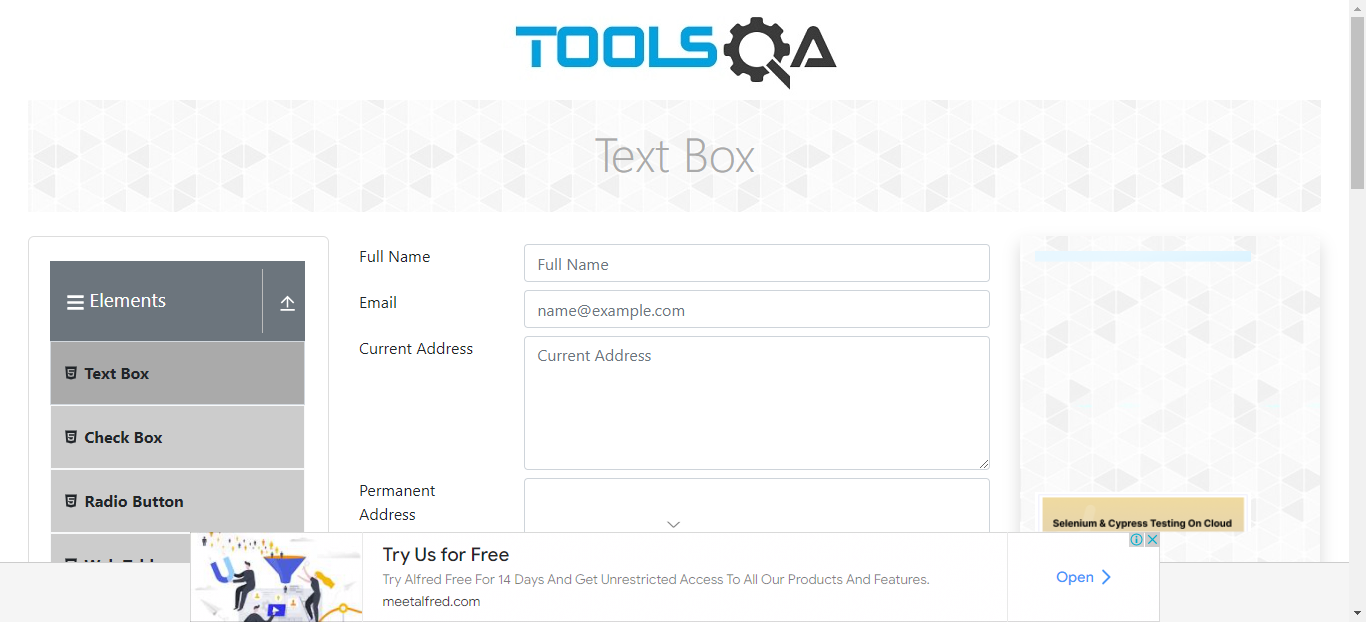 TOOLSQA
Text Box
Elements
Text Box
Check Box
Radio Button
Full Name
Full Name
Email
name@example.com
Current Address
Current Address
Permanent
Address
Selenium & Cypress Testing On Cloud
Try Us for Free
Try Alfred Free For 14 Days And Get Unrestricted Access To All Our Products And Features.
meetalfred.com
Open